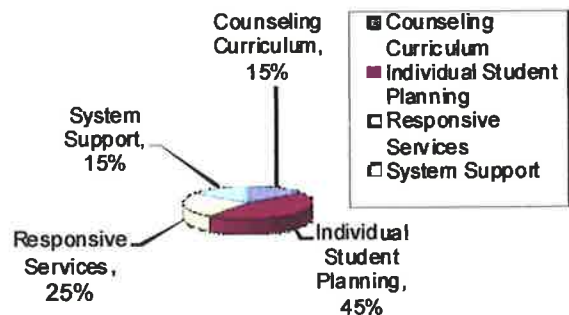 Counseling
Curriculum,
15%
System
Support,
15%
Responsive
Services,
25%
Individual
Student
Planning,
45%
Counseling
Curriculum
Individual Student
Planning
Responsive
Services
System Support